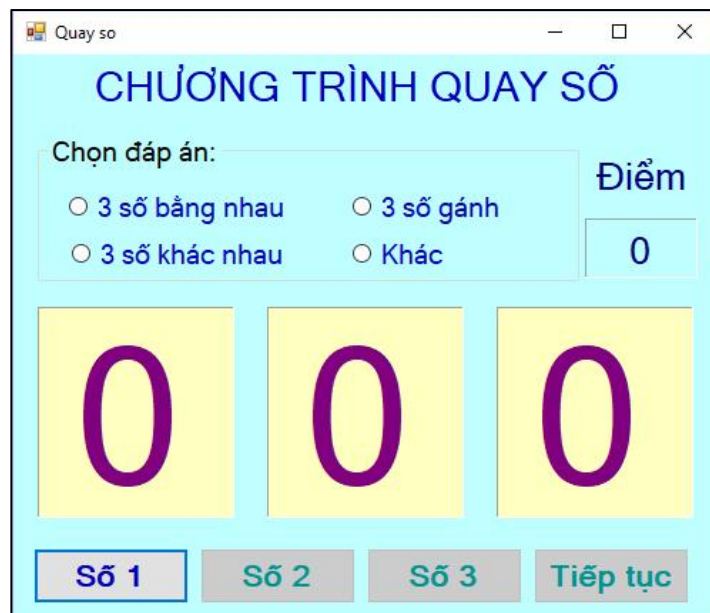 Quay so
CHƯƠNG TRÌNH QUAY SỐ
Chọn đáp án:
Điểm
3 số bằng nhau 3 số gánh
3 số khác nhau Khác
0
0 0 0
Số 1 Số 2 Số 3 Tiếp tục